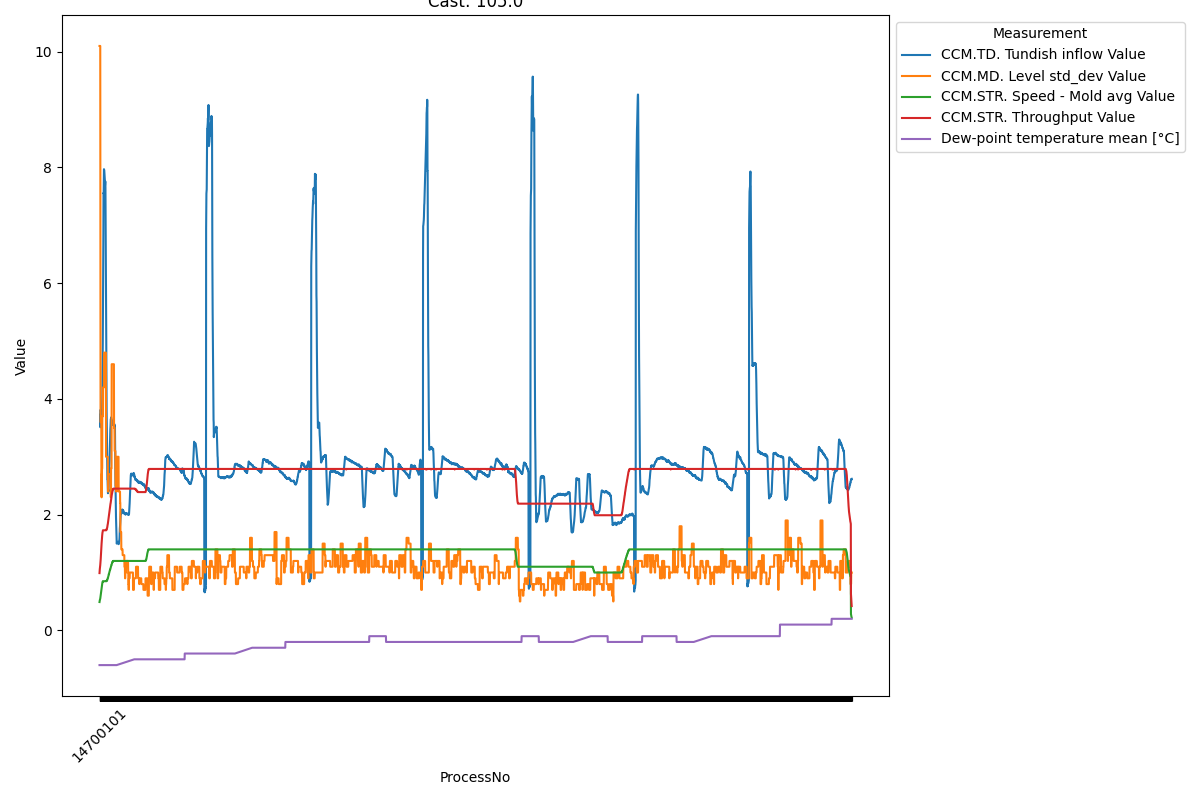 Cast: 105.0
Measurement
CCM.TD. Tundish inflow Value
CCM.MD. Level std_dev Value
CCM.STR. Speed - Mold avg Value
CCM.STR. Throughput Value
Dew-point temperature mean [°C]
10
8
6
4
2
0
Value
14700101
ProcessNo